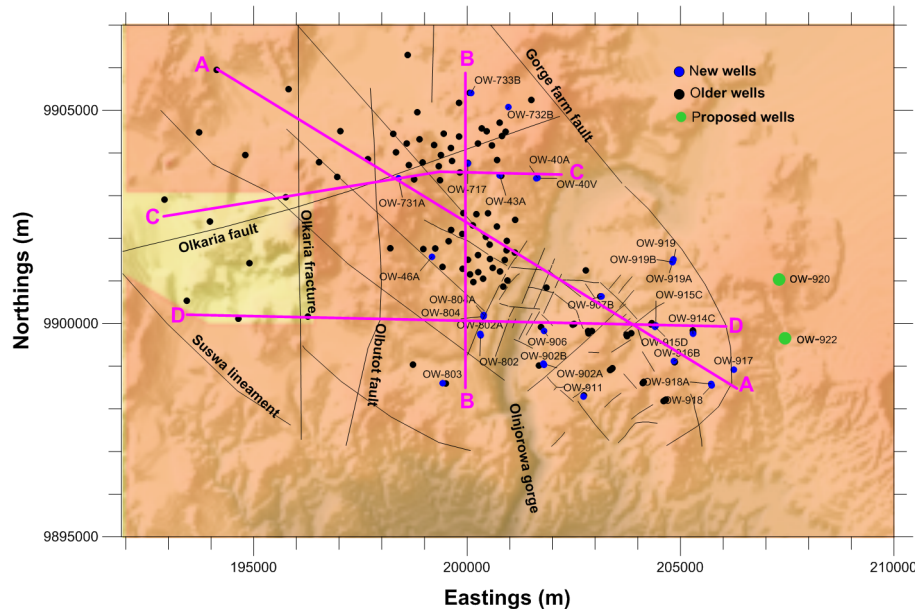 A
B
OW-733B
OW-732B
Gorge farm fault
New wells
Older wells
Proposed wells
9905000
OW-40A
C
OW-40V
OW-717
OW-43A
OW-731A
C
Olkaria fault
Olkaria fracture
OW-919
OW-919B
OW-46A
OW-919A
OW-920
OW-915C
OW-907B
OW-804A
D
OW-804
OW-914C
D
9900000
OW-802A
OW-906
OW-915D
OW-922
OW-916B
OW-802
OW-902B
OW-902A
OW-917
OW-803
OW-911
OW-918A
A
B
OW-918
Suswa lineament
Olbutot fault
Olnjorowa gorge
9895000
195000
200000
205000
210000
Eastings (m)
Northings (m)